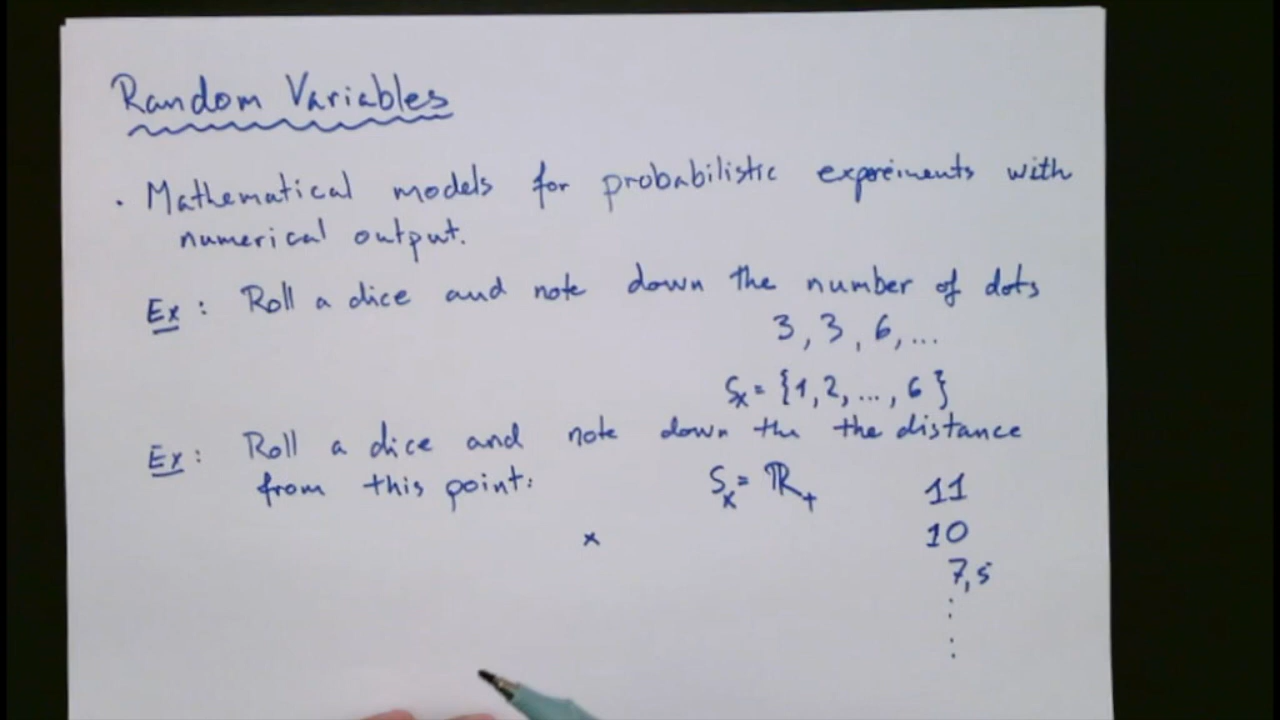 Random Variables
· Mathematical models for probabilistic experiments with
numerical output.
Ex : Roll a dice and note down the number of dots
3, 3, 6, ...
Sx = {1, 2, ..., 6}
Ex : Roll a dice and note down the the distance
from this point:
Sx = ℝ+
11
x
10
7,5